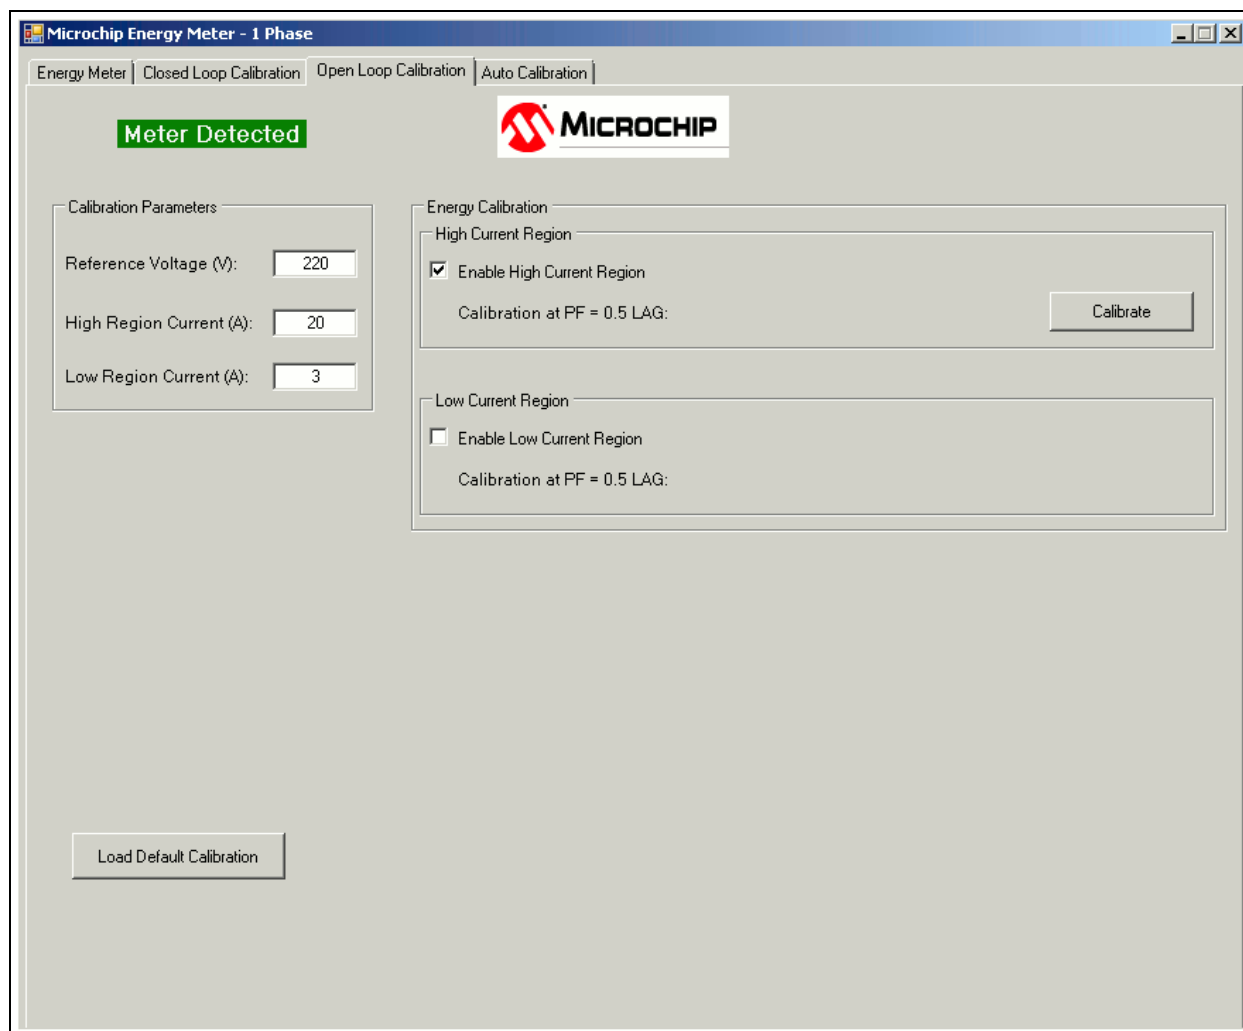 Microchip Energy Meter - 1 Phase
Energy Meter Closed Loop Calibration Open Loop Calibration Auto Calibration
Meter Detected
MICROCHIP
Calibration Parameters
Reference Voltage (V): 220
High Region Current (A): 20
Low Region Current (A): 3
Energy Calibration
High Current Region
Enable High Current Region
Calibration at PF = 0.5 LAG: Calibrate
Low Current Region
Enable Low Current Region
Calibration at PF = 0.5 LAG:
Load Default Calibration